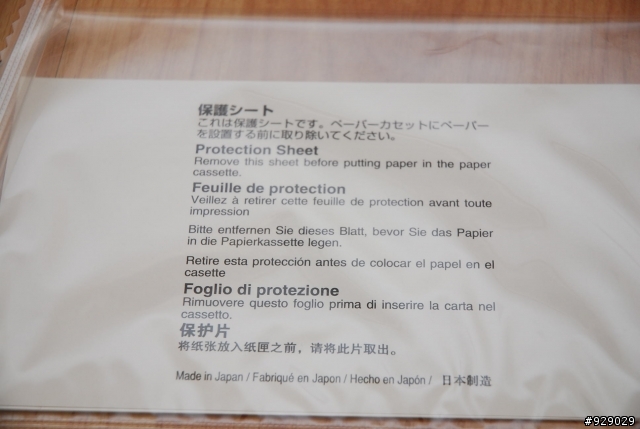 保護シート
これは保護シートです。ペーパーカセットにペーパー
を設置する前に取り除いてください。
Protection Sheet
Remove this sheet before putting paper in the paper
cassette.
Feuille de protection
Veillez à retirer cette feuille de protection avant toute
impression
Bitte entfernen Sie dieses Blatt, bevor Sie das Papier
in die Papierkassette legen.
Retire esta protección antes de colocar el papel en el
casette
Foglio di protezione
Rimuovere questo foglio prima di inserire la carta nel
cassetto.
保护片
将纸张放入纸匣之前，请将此片取出。
Made in Japan / Fabriqué en Japon / Hecho en Japón / 日本制造
#929029